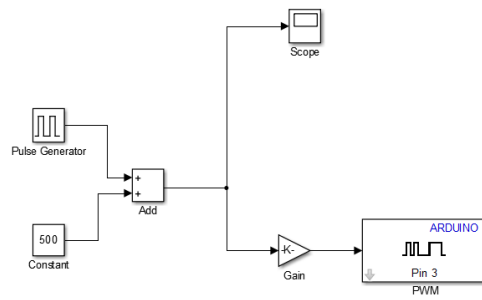 Scope
Pulse Generator
+
+
Add
500
Constant
-K-
Gain
ARDUINO
Pin 3
PWM